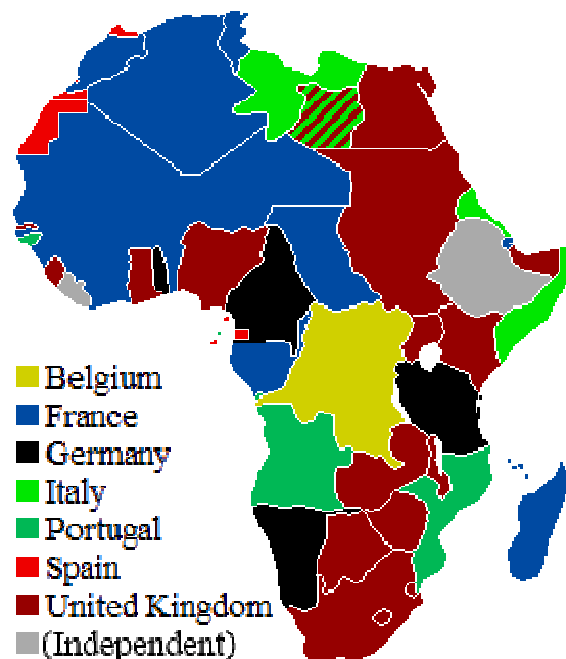 Belgium
France
Germany
Italy
Portugal
Spain
United Kingdom
(Independent)